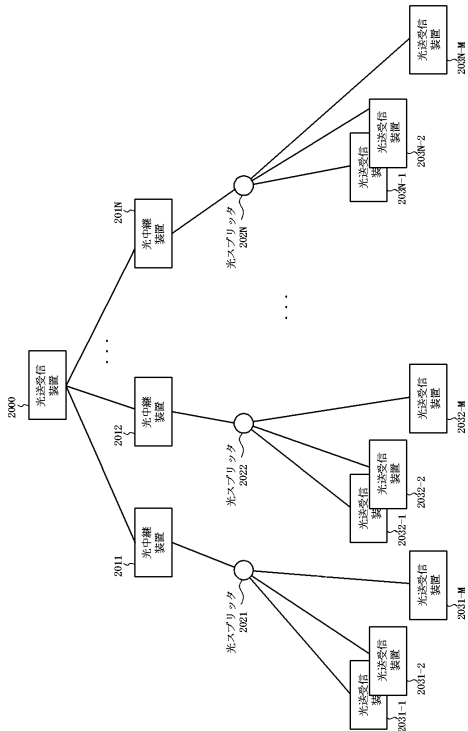 2000
光送受信
装置
2011
光中継
装置
2012
光中継
装置
201N
光中継
装置
・・・
光スプリッタ
2021
光スプリッタ
2022
光スプリッタ
202N
・・・
光送受信
装
2031-1
光送受信
装置
2031-2
光送受信
装置
2031-M
光送受信
装
2032-1
光送受信
装置
2032-2
光送受信
装置
2032-M
光送受信
装
203N-1
光送受信
装置
203N-2
光送受信
装置
203N-M